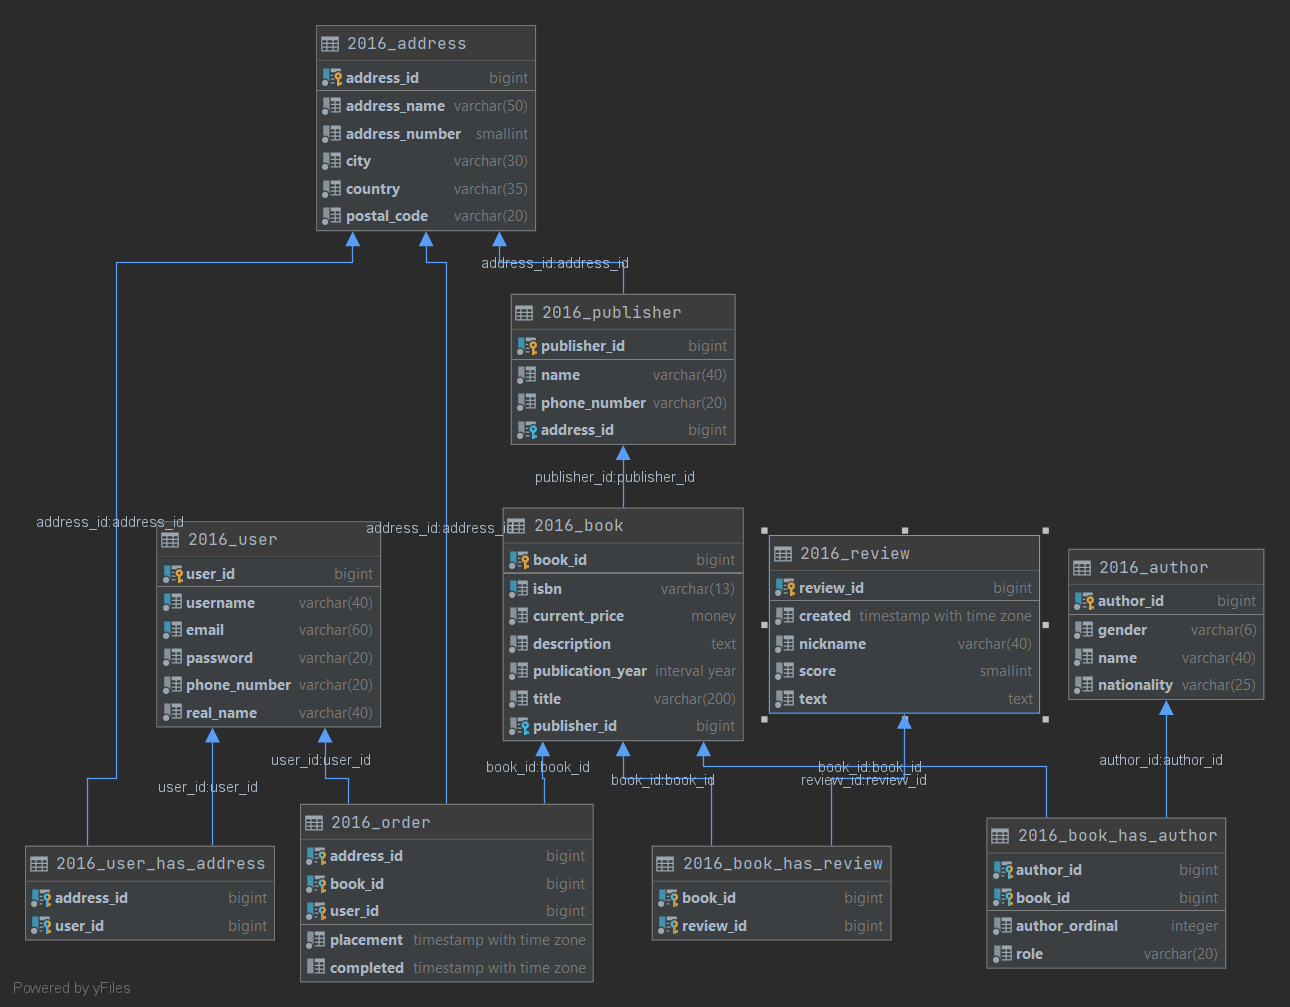 2016_address
address_id bigint
address_name varchar(50)
address_number smallint
city varchar(30)
country varchar(35)
postal_code varchar(20)
address_id:address_id
2016_publisher
publisher_id bigint
name varchar(40)
phone_number varchar(20)
address_id bigint
publisher_id:publisher_id
address_id:address_id
address_id:address_id
2016_user
user_id bigint
username varchar(40)
email varchar(60)
password varchar(20)
phone_number varchar(20)
real_name varchar(40)
2016_book
book_id bigint
isbn varchar(13)
current_price money
description text
publication_year interval year
title varchar(200)
publisher_id bigint
2016_review
review_id bigint
created timestamp with time zone
nickname varchar(40)
score smallint
text text
2016_author
author_id bigint
gender varchar(6)
name varchar(40)
nationality varchar(25)
user_id:user_id
user_id:user_id
book_id:book_id
book_id:book_id
book_id:book_id
review_id:review_id
author_id:author_id
2016_user_has_address
address_id bigint
user_id bigint
2016_order
address_id bigint
book_id bigint
user_id bigint
placement timestamp with time zone
completed timestamp with time zone
2016_book_has_review
book_id bigint
review_id bigint
2016_book_has_author
author_id bigint
book_id bigint
author_ordinal integer
role varchar(20)
Powered by yFiles